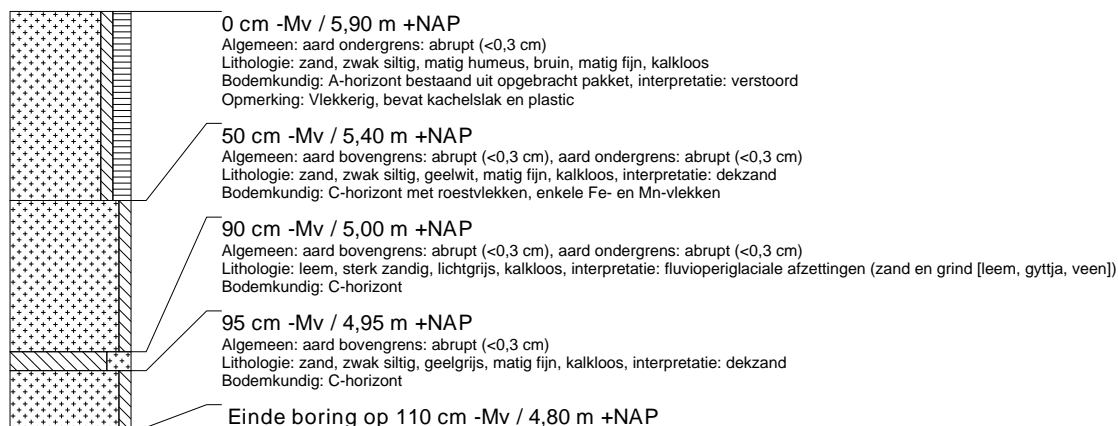 0 cm -Mv / 5,90 m +NAP
Algemeen: aard ondergrens: abrupt (<0,3 cm)
Lithologie: zand, zwak siltig, matig humeus, bruin, matig fijn, kalkloos
Bodemkundig: A-horizont bestaand uit opgebracht pakket, interpretatie: verstoord
Opmerking: Vlekkerig, bevat kachelslak en plastic
50 cm -Mv / 5,40 m +NAP
Algemeen: aard bovengrens: abrupt (<0,3 cm), aard ondergrens: abrupt (<0,3 cm)
Lithologie: zand, zwak siltig, geelwit, matig fijn, kalkloos, interpretatie: dekzand
Bodemkundig: C-horizont met roestvlekken, enkele Fe- en Mn-vlekken
90 cm -Mv / 5,00 m +NAP
Algemeen: aard bovengrens: abrupt (<0,3 cm), aard ondergrens: abrupt (<0,3 cm)
Lithologie: leem, sterk zandig, lichtgrijs, kalkloos, interpretatie: fluvioperiglaciale afzettingen (zand en grind [leem, gyttja, veen])
Bodemkundig: C-horizont
95 cm -Mv / 4,95 m +NAP
Algemeen: aard bovengrens: abrupt (<0,3 cm)
Lithologie: zand, zwak siltig, geelgrijs, matig fijn, kalkloos, interpretatie: dekzand
Bodemkundig: C-horizont
Einde boring op 110 cm -Mv / 4,80 m +NAP